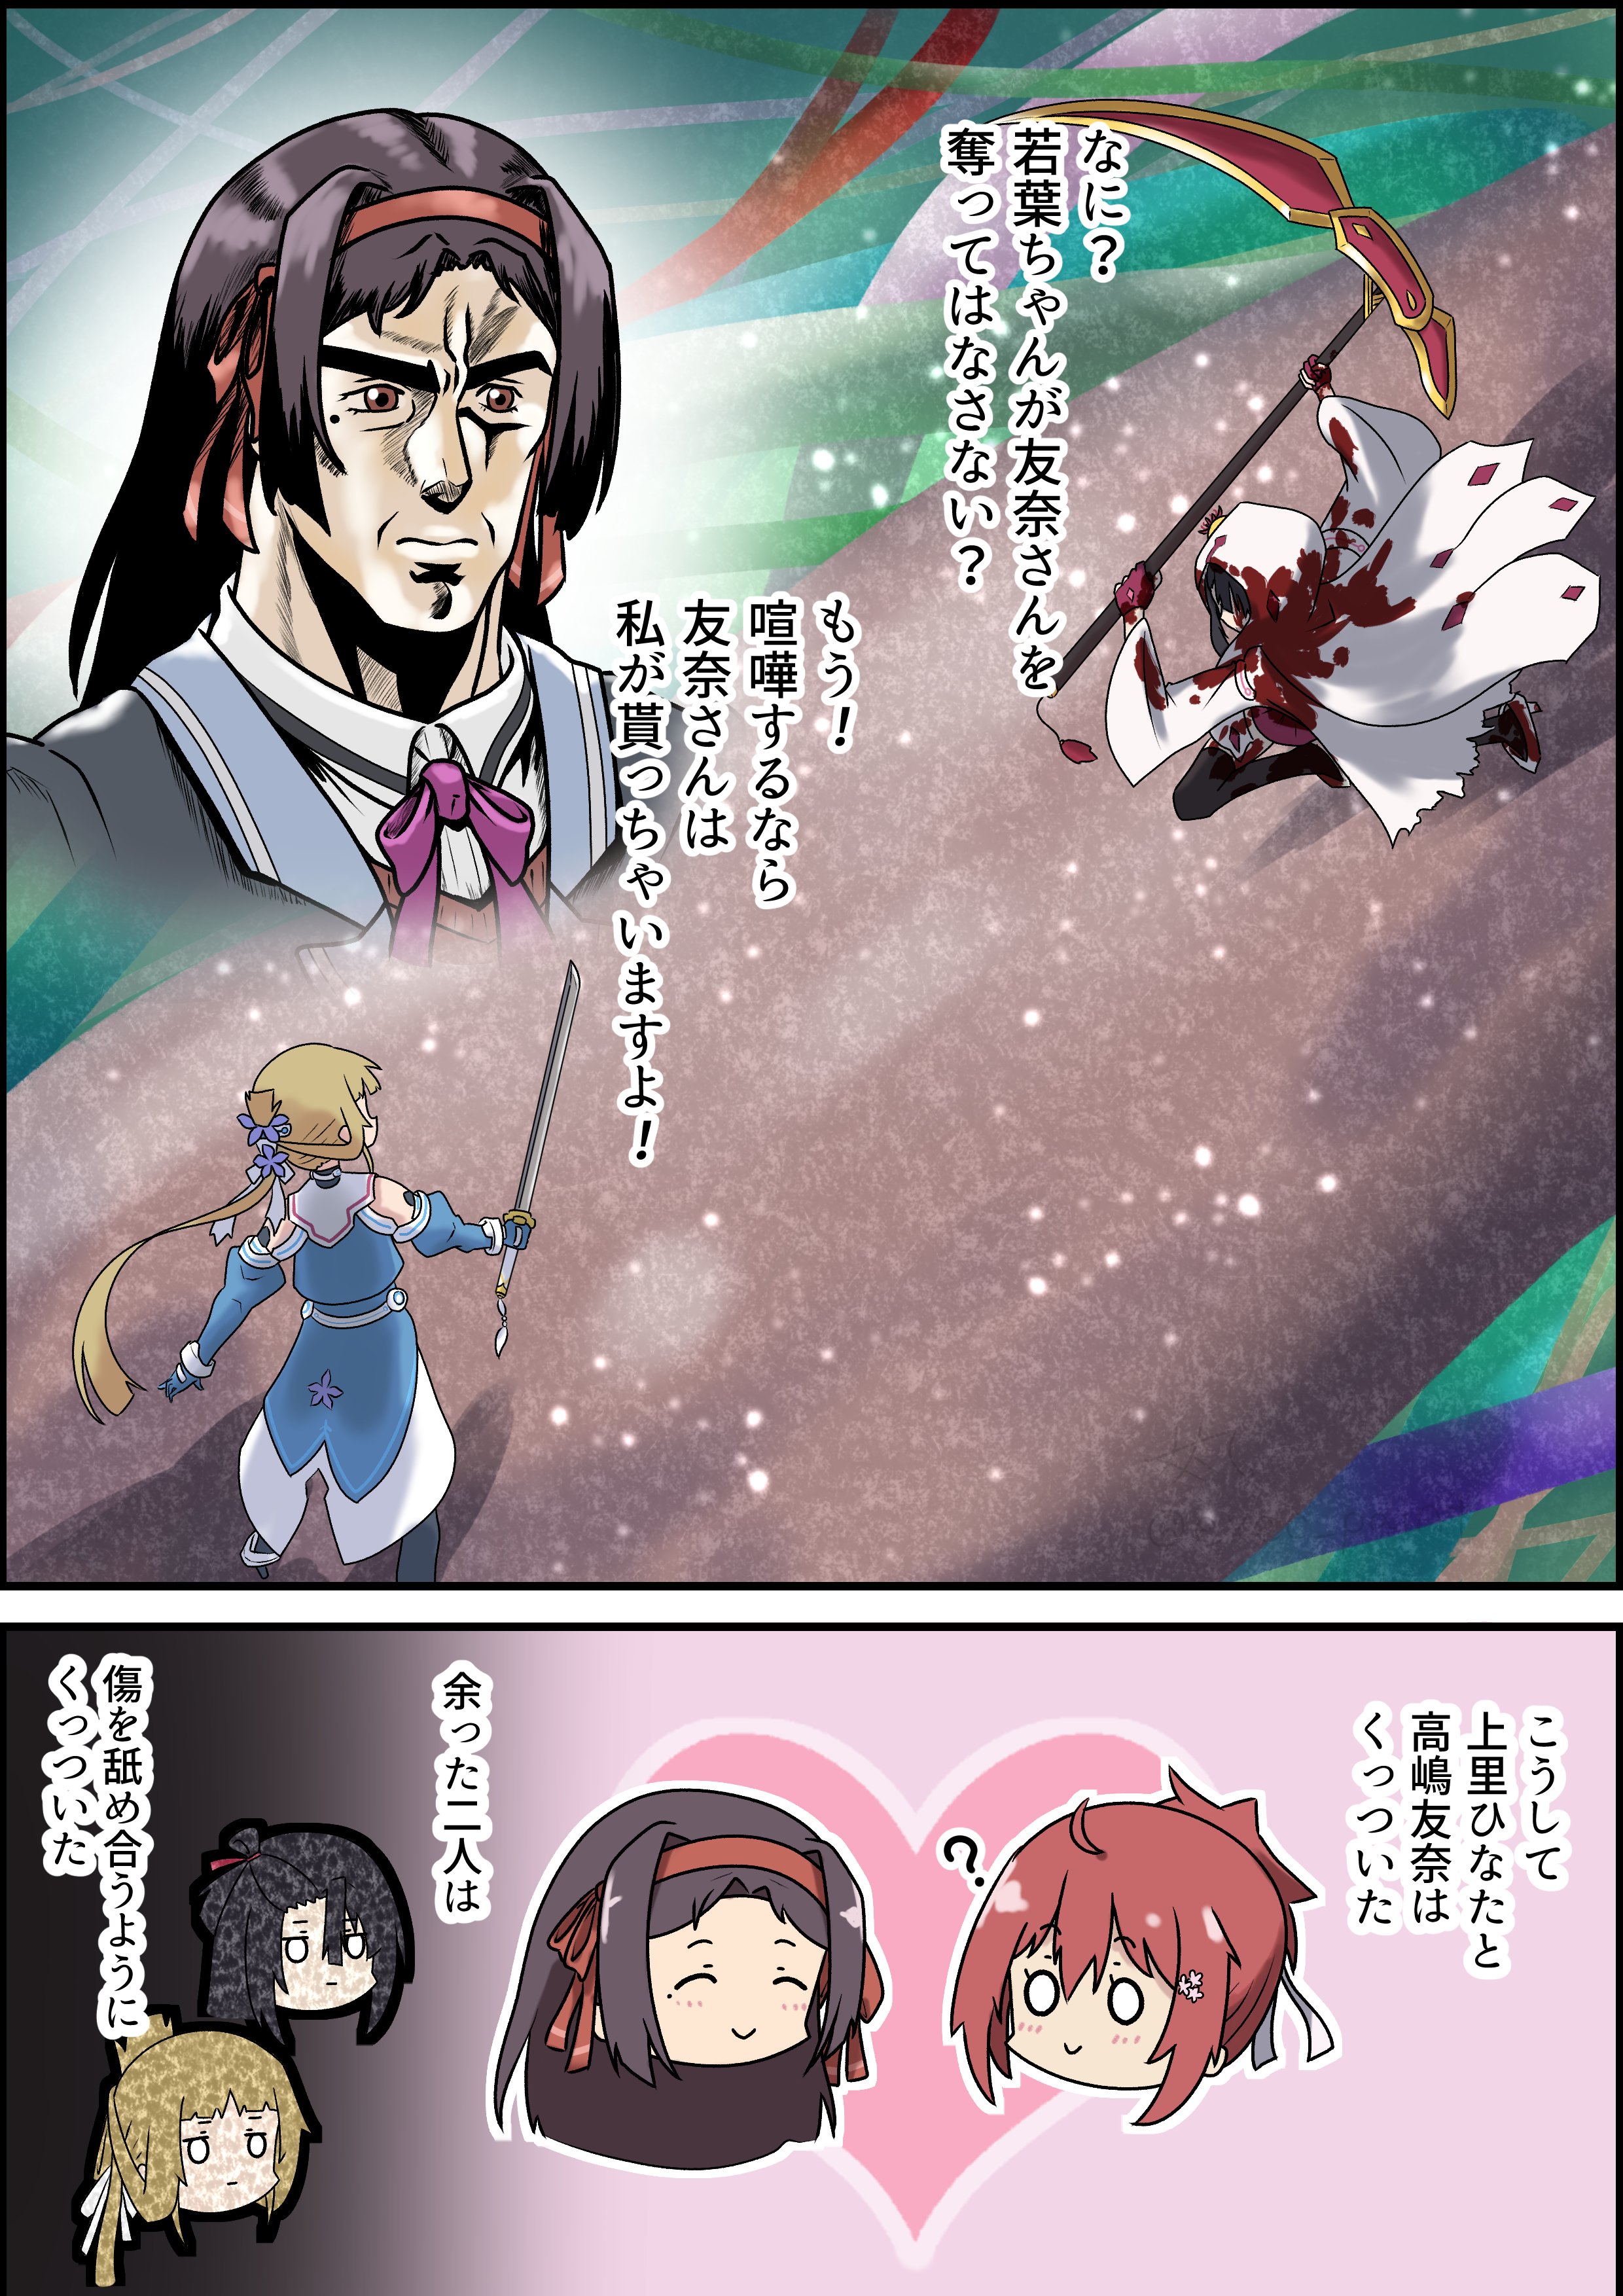 なに?
若葉ちゃんが友奈さんを
奪ってはなさない?
もう!
喧嘩するなら
友奈さんは
私が貰っちゃいますよ!
こうして
上里ひなたと
高嶋友奈は
くっついた
?
余った二人は
傷を舐め合うように
くっついた